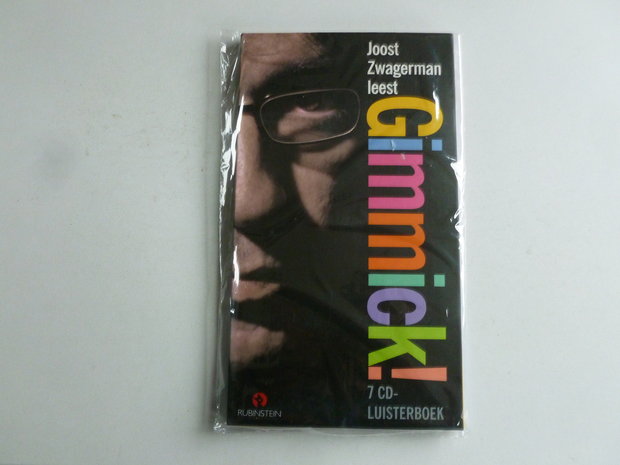 Joost
Zwagerman
leest
Gimmick!
7 CD-
LUISTERBOEK
RUBINSTEIN